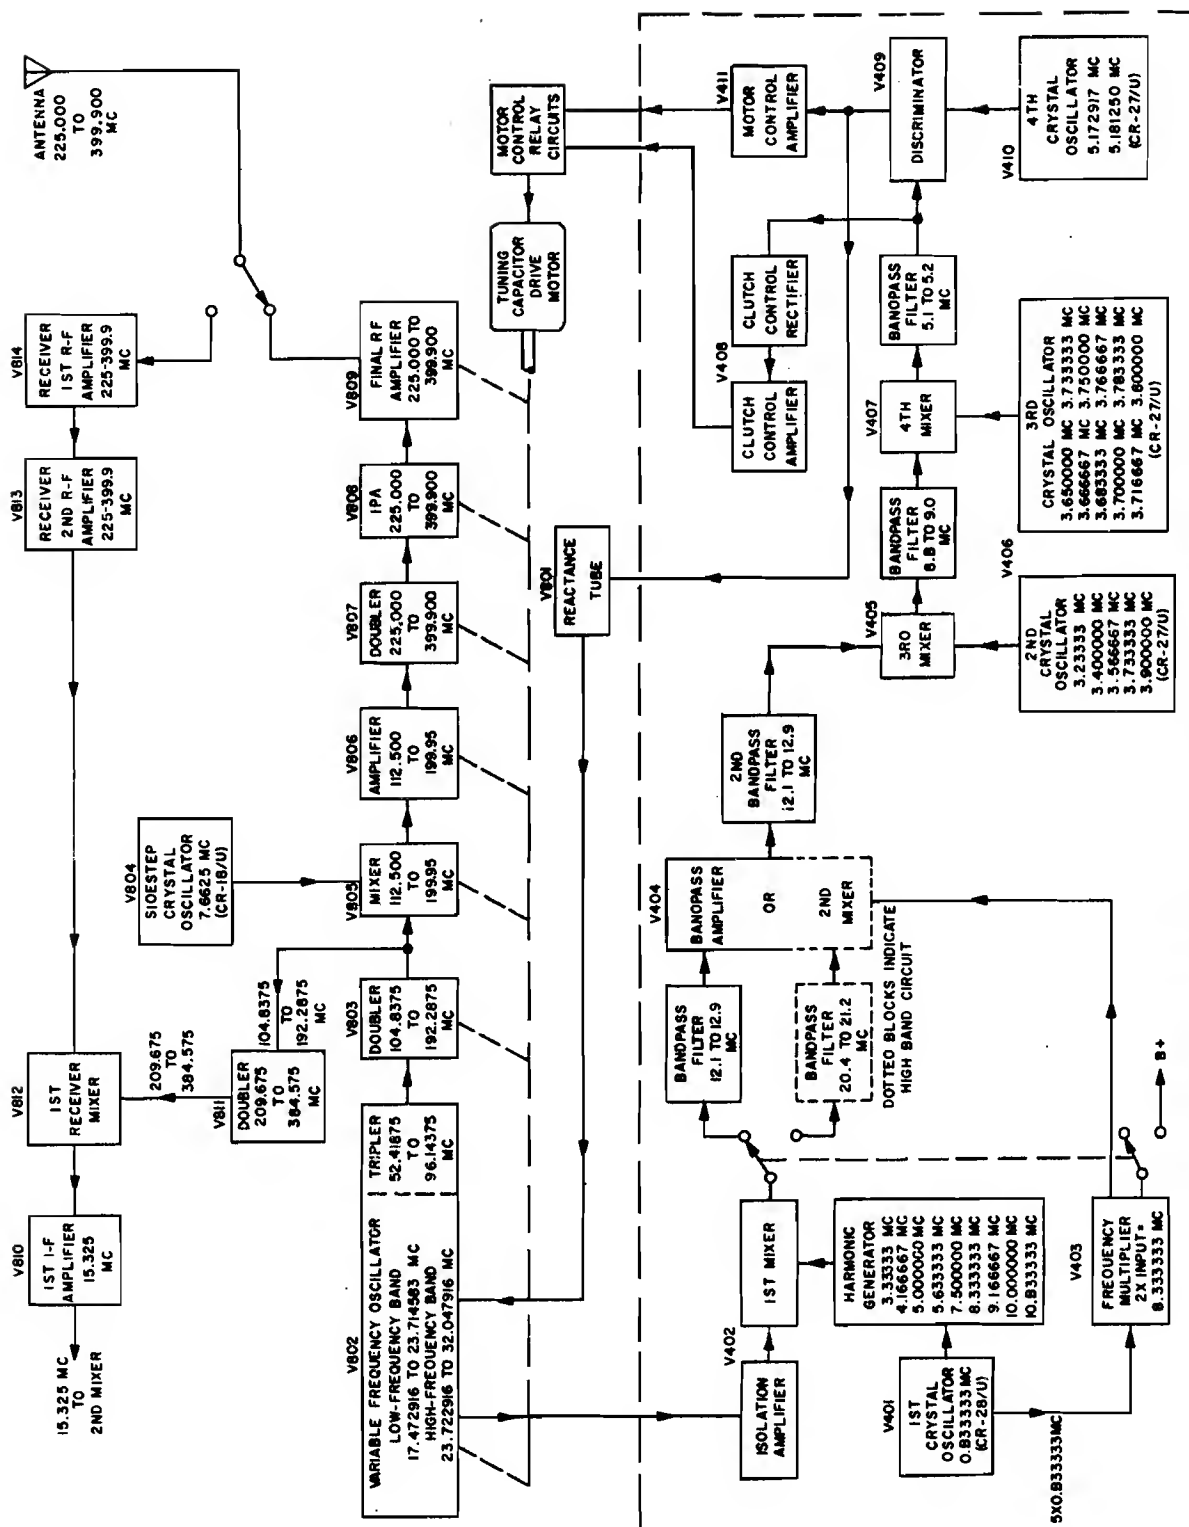 ANTENNA
225.000
TO
399.900
MC
V814
RECEIVER
1ST R-F
AMPLIFIER
225-399.9
MC
V813
RECEIVER
2ND R-F
AMPLIFIER
225-399.9
MC
V812
1ST
RECEIVER
MIXER
V810
1ST I-F
AMPLIFIER
15.325
MC
15.325 MC
TO
2ND MIXER
209.675
TO
384.575
V811
DOUBLER
209.675
TO
384.575
MC
104.8375
TO
192.2875
MC
V804
SIOESTEP
CRYSTAL
OSCILLATOR
7.6625 MC
(CR-18/U)
V802
VARIABLE FREQUENCY OSCILLATOR
LOW-FREQUENCY BAND
17.472916 TO 23.714583 MC
HIGH-FREQUENCY BAND
23.722916 TO 32.047916 MC
TRIPLER
52.41875
TO
96.14375
MC
V803
DOUBLER
104.8375
TO
192.2875
MC
V805
MIXER
112.500
TO
199.95
MC
V806
AMPLIFIER
112.500
TO
199.95
MC
V807
DOUBLER
225.000
TO
399.900
MC
V808
IPA
225.000
TO
399.900
MC
V809
FINAL RF
AMPLIFIER
225.000 TO
399.900
MC
TUNING
CAPACITOR
DRIVE
MOTOR
MOTOR
CONTROL
RELAY
CIRCUITS
V801
REACTANCE
TUBE
V411
MOTOR
CONTROL
AMPLIFIER
V409
DISCRIMINATOR
V410
4TH
CRYSTAL
OSCILLATOR
5.172917 MC
5.181250 MC
(CR-27/U)
CLUTCH
CONTROL
RECTIFIER
V408
CLUTCH
CONTROL
AMPLIFIER
BANDPASS
FILTER
5.1 TO 5.2
MC
V407
4TH
MIXER
3RD
CRYSTAL OSCILLATOR
3.650000 MC 3.733333 MC
3.666667 MC 3.750000 MC
3.683333 MC 3.766667 MC
3.700000 MC 3.783333 MC
3.716667 MC 3.800000 MC
(CR-27/U)
BANDPASS
FILTER
8.8 TO 9.0
MC
V406
V405
3RD
MIXER
2ND
CRYSTAL
OSCILLATOR
3.23333 MC
3.400000 MC
3.566667 MC
3.733333 MC
3.900000 MC
(CR-27/U)
2ND
BANDPASS
FILTER
12.1 TO 12.9
MC
V404
BANDPASS
AMPLIFIER
OR
2ND
MIXER
BANDPASS
FILTER
12.1 TO 12.9
MC
BANDPASS
FILTER
20.4 TO 21.2
MC
DOTTED BLOCKS INDICATE
HIGH BAND CIRCUIT
V402
ISOLATION
AMPLIFIER
1ST MIXER
HARMONIC
GENERATOR
3.33333 MC
4.166667 MC
5.00000 MC
5.633333 MC
7.500000 MC
8.333333 MC
9.166667 MC
10.000000 MC
10.833333 MC
V401
1ST
CRYSTAL
OSCILLATOR
0.833333 MC
(CR-28/U)
5X0.833333MC
V403
FREQUENCY
MULTIPLIER
2X INPUT=
8.333333 MC
B+